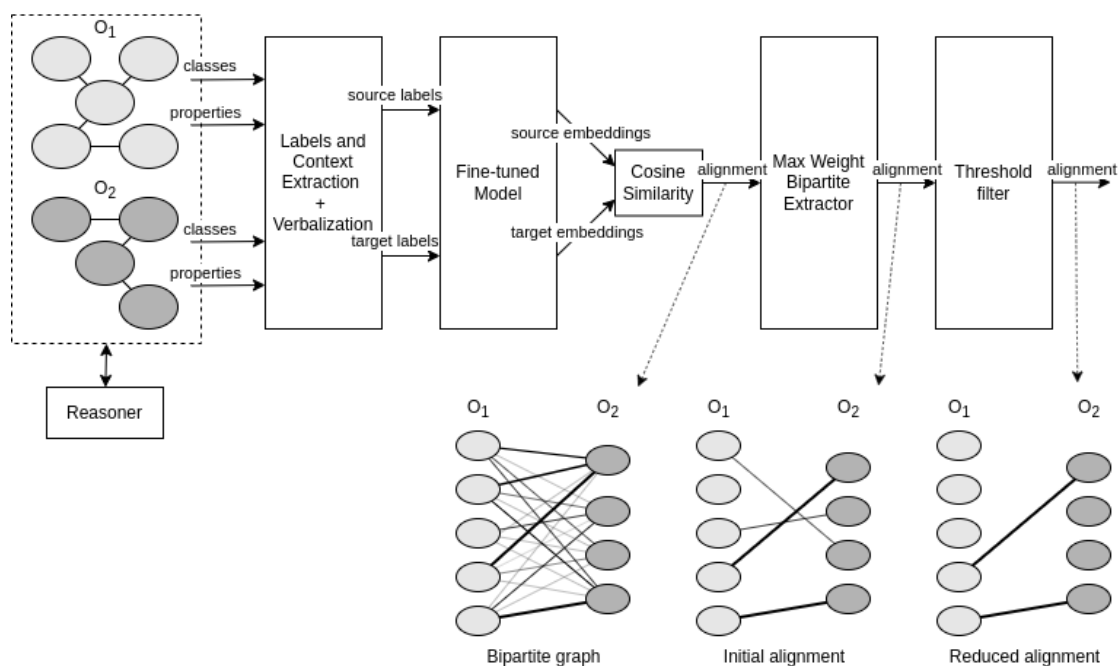 O1
classes
properties
O2
classes
properties
Reasoner
Labels and
Context
Extraction
+
Verbalization
source labels
target labels
Fine-tuned
Model
source embeddings
target embeddings
Cosine
Similarity
alignment
Max Weight
Bipartite
Extractor
alignment
Threshold
filter
alignment
O1
O2
Bipartite graph
O1
O2
Initial alignment
O1
O2
Reduced alignment